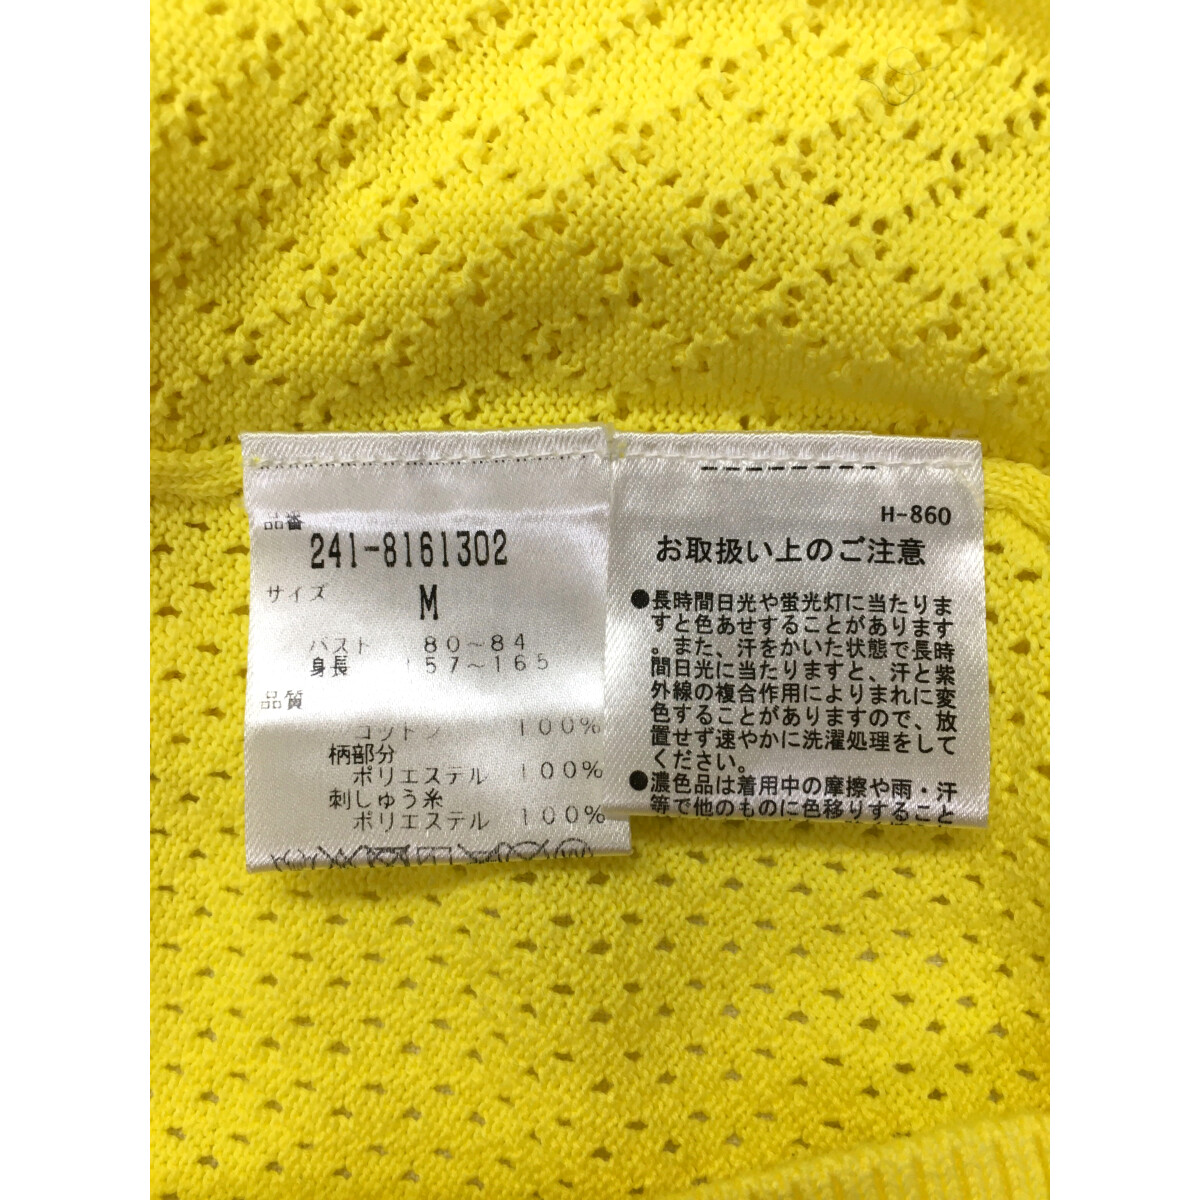 品番
241-8161302
サイズ
M
バスト 80~84
身長 157~165
品質
コットン 100%
柄部分
ポリエステル 100%
刺しゅう糸
ポリエステル 100%
H-860
お取扱い上のご注意
●長時間日光や蛍光灯に当たりま
すと色あせすることがあります
。また、汗をかいた状態で長時
間日光に当たりますと、汗と紫
外線の複合作用によりまれに変
色することがありますので、放
置せず速やかに洗濯処理をして
ください。
●濃色品は着用中の摩擦や雨・汗
等で他のものに色移りすること